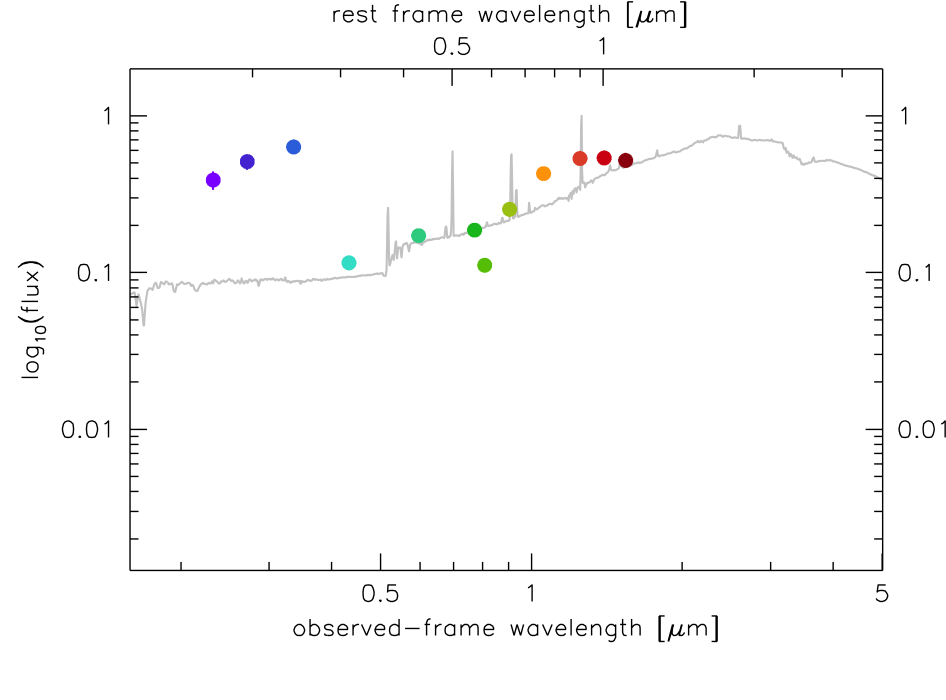 rest frame wavelength [μm]
0.5 1
1 1
0.1 0.1
0.01 0.01
log10(flux)
0.5 1 5
observed-frame wavelength [μm]